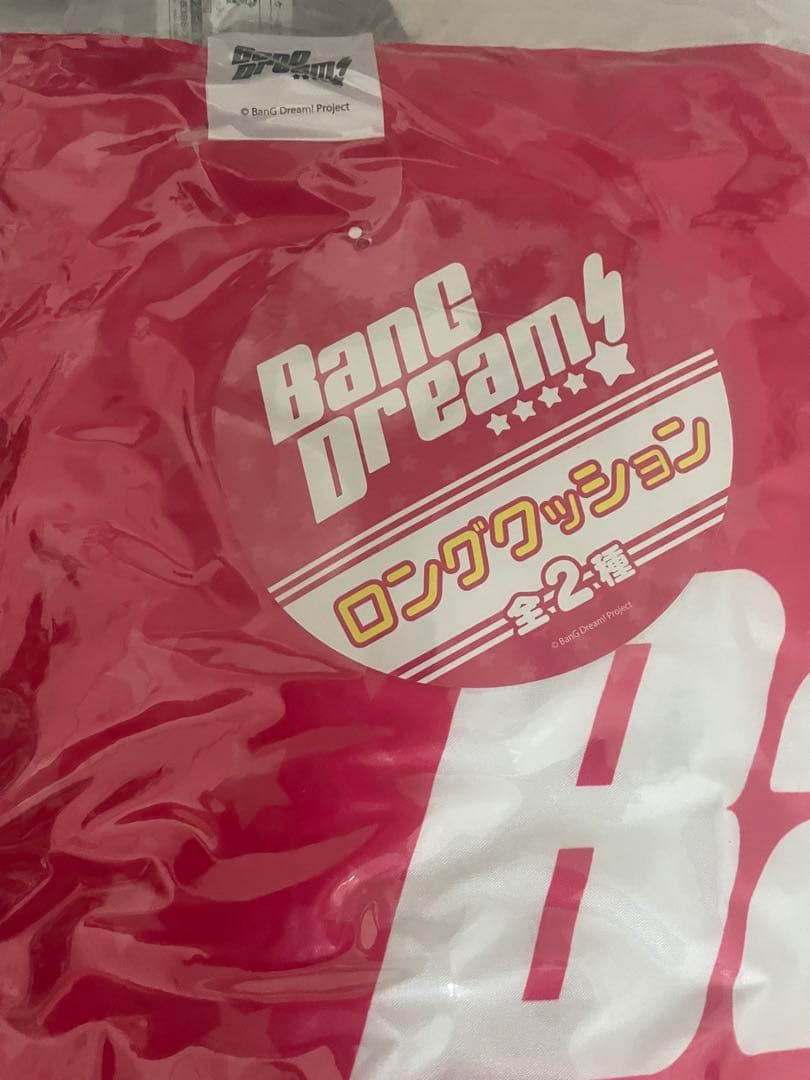 BanG
Dream!
© BanG Dream! Project
BanG
Dream!
ロングクッション
全2種
© BanG Dream! Project
Ba